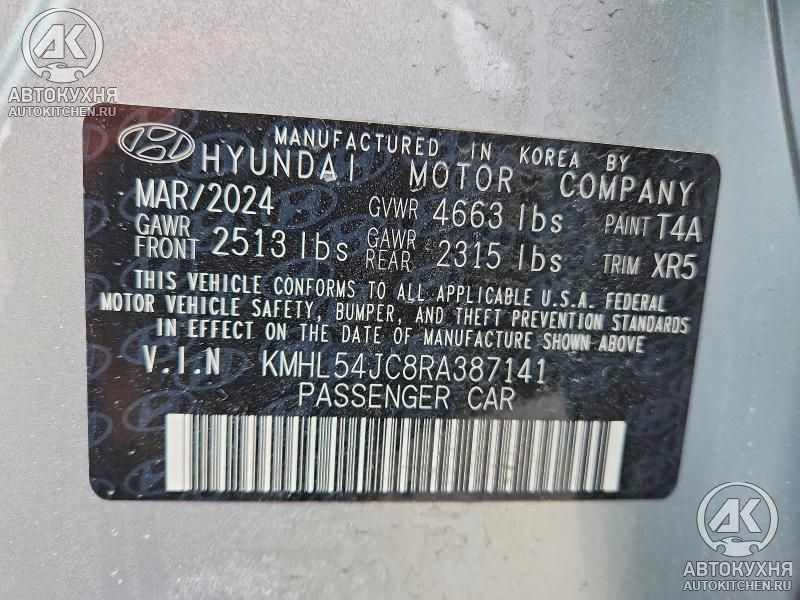 AK
АВТОКУХНЯ
AUTOKITCHEN.RU
MANUFACTURED IN KOREA BY
HYUNDAI MOTOR COMPANY
MAR/2024 GVWR 4663 lbs PAINT T4A
GAWR FRONT 2513 lbs GAWR REAR 2315 lbs TRIM XR5
THIS VEHICLE CONFORMS TO ALL APPLICABLE U.S.A. FEDERAL
MOTOR VEHICLE SAFETY, BUMPER, AND THEFT PREVENTION STANDARDS
IN EFFECT ON THE DATE OF MANUFACTURE SHOWN ABOVE.
V.I.N KMHL54JC8RA387141
PASSENGER CAR
AK
АВТОКУХНЯ
AUTOKITCHEN.RU